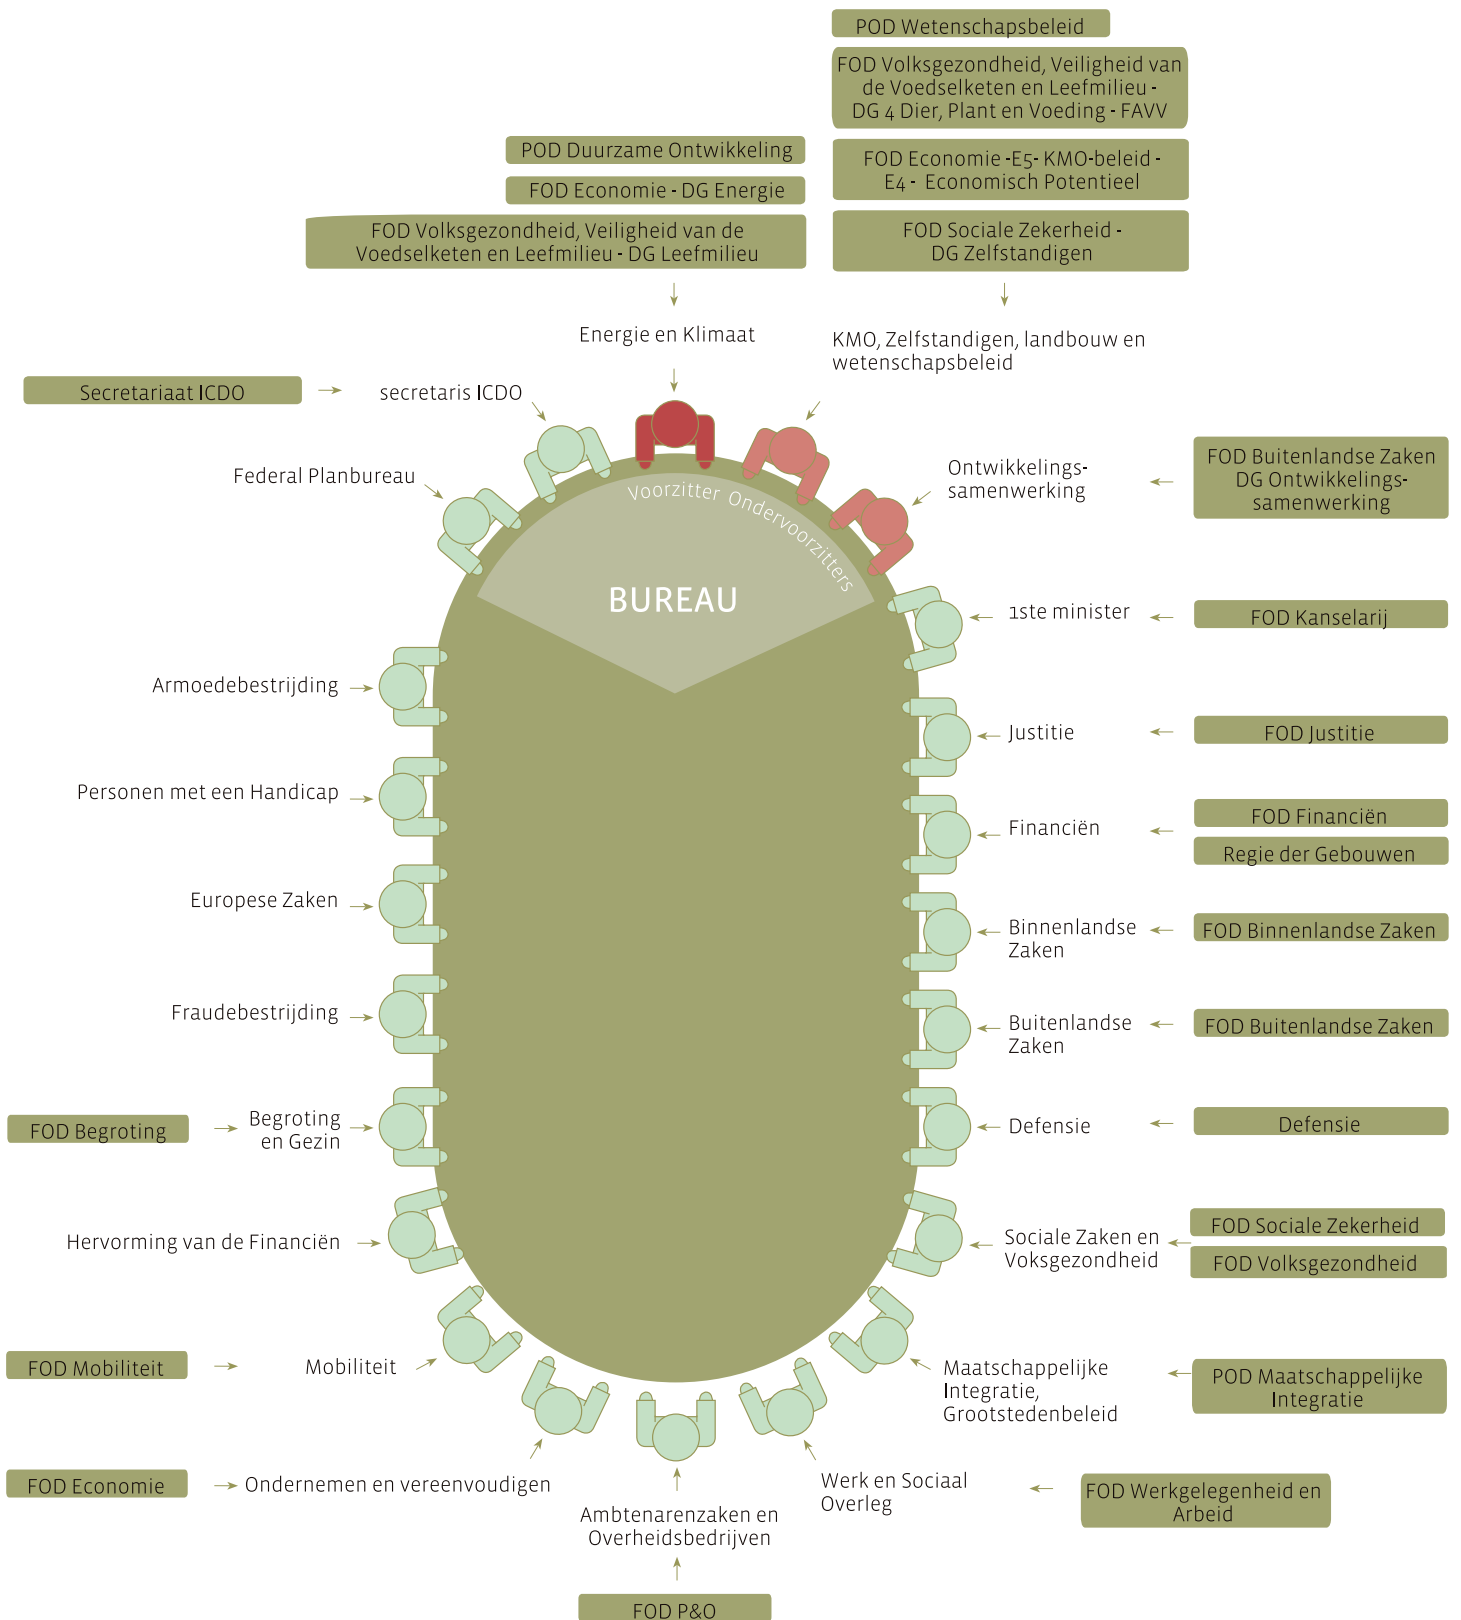 POD Wetenschapsbeleid
FOD Volksgezondheid, Veiligheid van
de Voedselketen en Leefmilieu -
DG 4 Dier, Plant en Voeding - FAVV
FOD Economie -E5- KMO-beleid -
E4 - Economisch Potentieel
FOD Sociale Zekerheid -
DG Zelfstandigen
POD Duurzame Ontwikkeling
FOD Economie - DG Energie
FOD Volksgezondheid, Veiligheid van de
Voedselketen en Leefmilieu - DG Leefmilieu
Energie en Klimaat
KMO, Zelfstandigen, landbouw en
wetenschapsbeleid
Secretariaat ICDO
secretaris ICDO
Federal Planbureau
Ontwikkelings-
samenwerking
FOD Buitenlandse Zaken
DG Ontwikkelings-
samenwerking
Voorzitter Ondervoorzitters
BUREAU
1ste minister
FOD Kanselarij
Armoedebestrijding
Justitie
FOD Justitie
Personen met een Handicap
Financiën
FOD Financiën
Regie der Gebouwen
Europese Zaken
Binnenlandse
Zaken
FOD Binnenlandse Zaken
Fraudebestrijding
Buitenlandse
Zaken
FOD Buitenlandse Zaken
FOD Begroting
Begroting
en Gezin
Defensie
Defensie
Hervorming van de Financiën
Sociale Zaken en
Voksgezondheid
FOD Sociale Zekerheid
FOD Volksgezondheid
FOD Mobiliteit
Mobiliteit
Maatschappelijke
Integratie,
Grootstedenbeleid
POD Maatschappelijke
Integratie
FOD Economie
Ondernemen en vereenvoudigen
Werk en Sociaal
Overleg
FOD Werkgelegenheid en
Arbeid
Ambtenarenzaken en
Overheidsbedrijven
FOD P&O